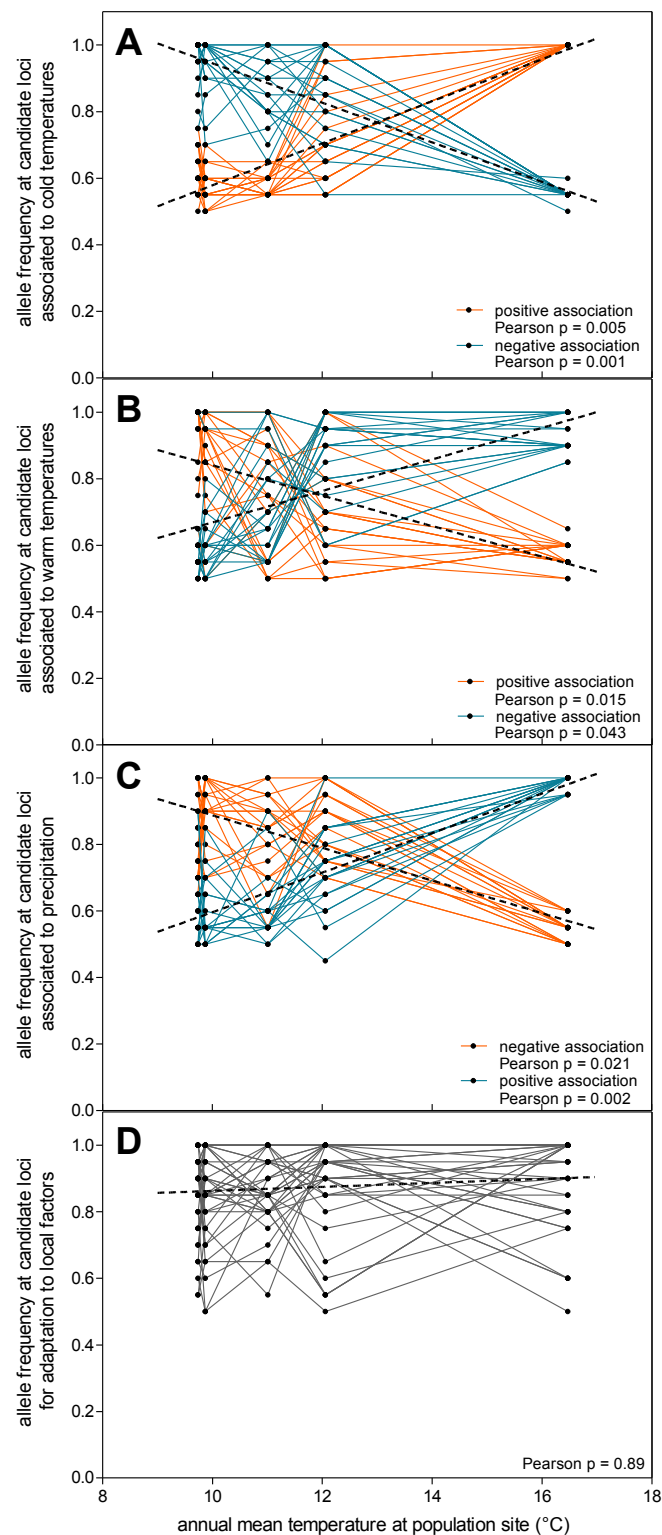 A
1.0
0.8
0.6
0.4
0.2
0.0
allele frequency at candidate loci
associated to cold temperatures
positive association
Pearson p = 0.005
negative association
Pearson p = 0.001
B
1.0
0.8
0.6
0.4
0.2
0.0
allele frequency at candidate loci
associated to warm temperatures
positive association
Pearson p = 0.015
negative association
Pearson p = 0.043
C
1.0
0.8
0.6
0.4
0.2
0.0
allele frequency at candidate loci
associated to precipitation
negative association
Pearson p = 0.021
positive association
Pearson p = 0.002
D
1.0
0.8
0.6
0.4
0.2
0.0
allele frequency at candidate loci
for adaptation to local factors
Pearson p = 0.89
8 10 12 14 16 18
annual mean temperature at population site (°C)